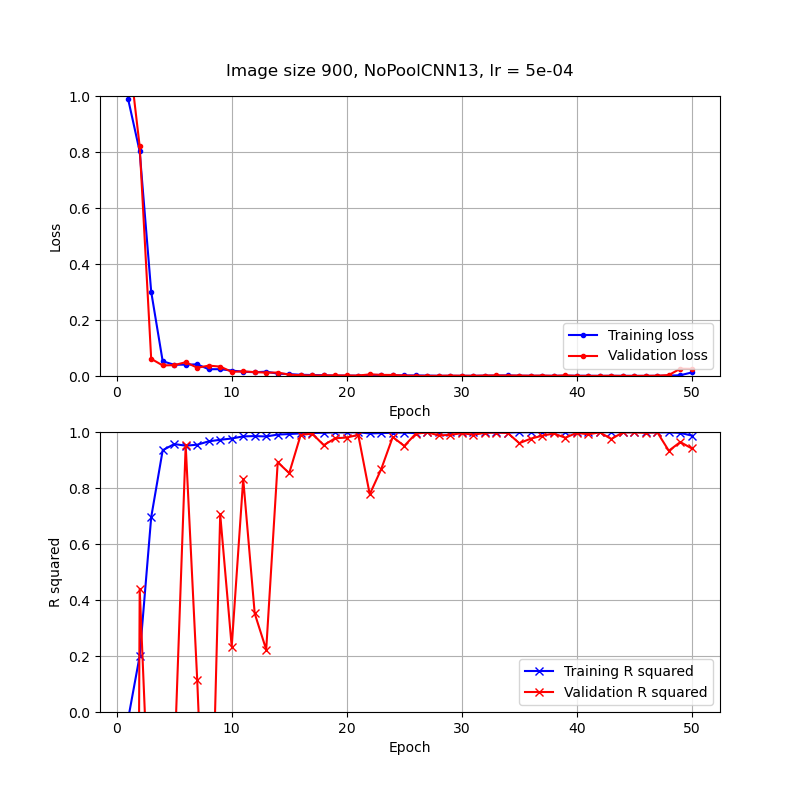 Image size 900, NoPoolCNN13, lr = 5e-04
1.0
0.8
0.6
0.4
0.2
0.0
Loss
Training loss
Validation loss
0 10 20 30 40 50
Epoch
1.0
0.8
0.6
0.4
0.2
0.0
R squared
Training R squared
Validation R squared
0 10 20 30 40 50
Epoch